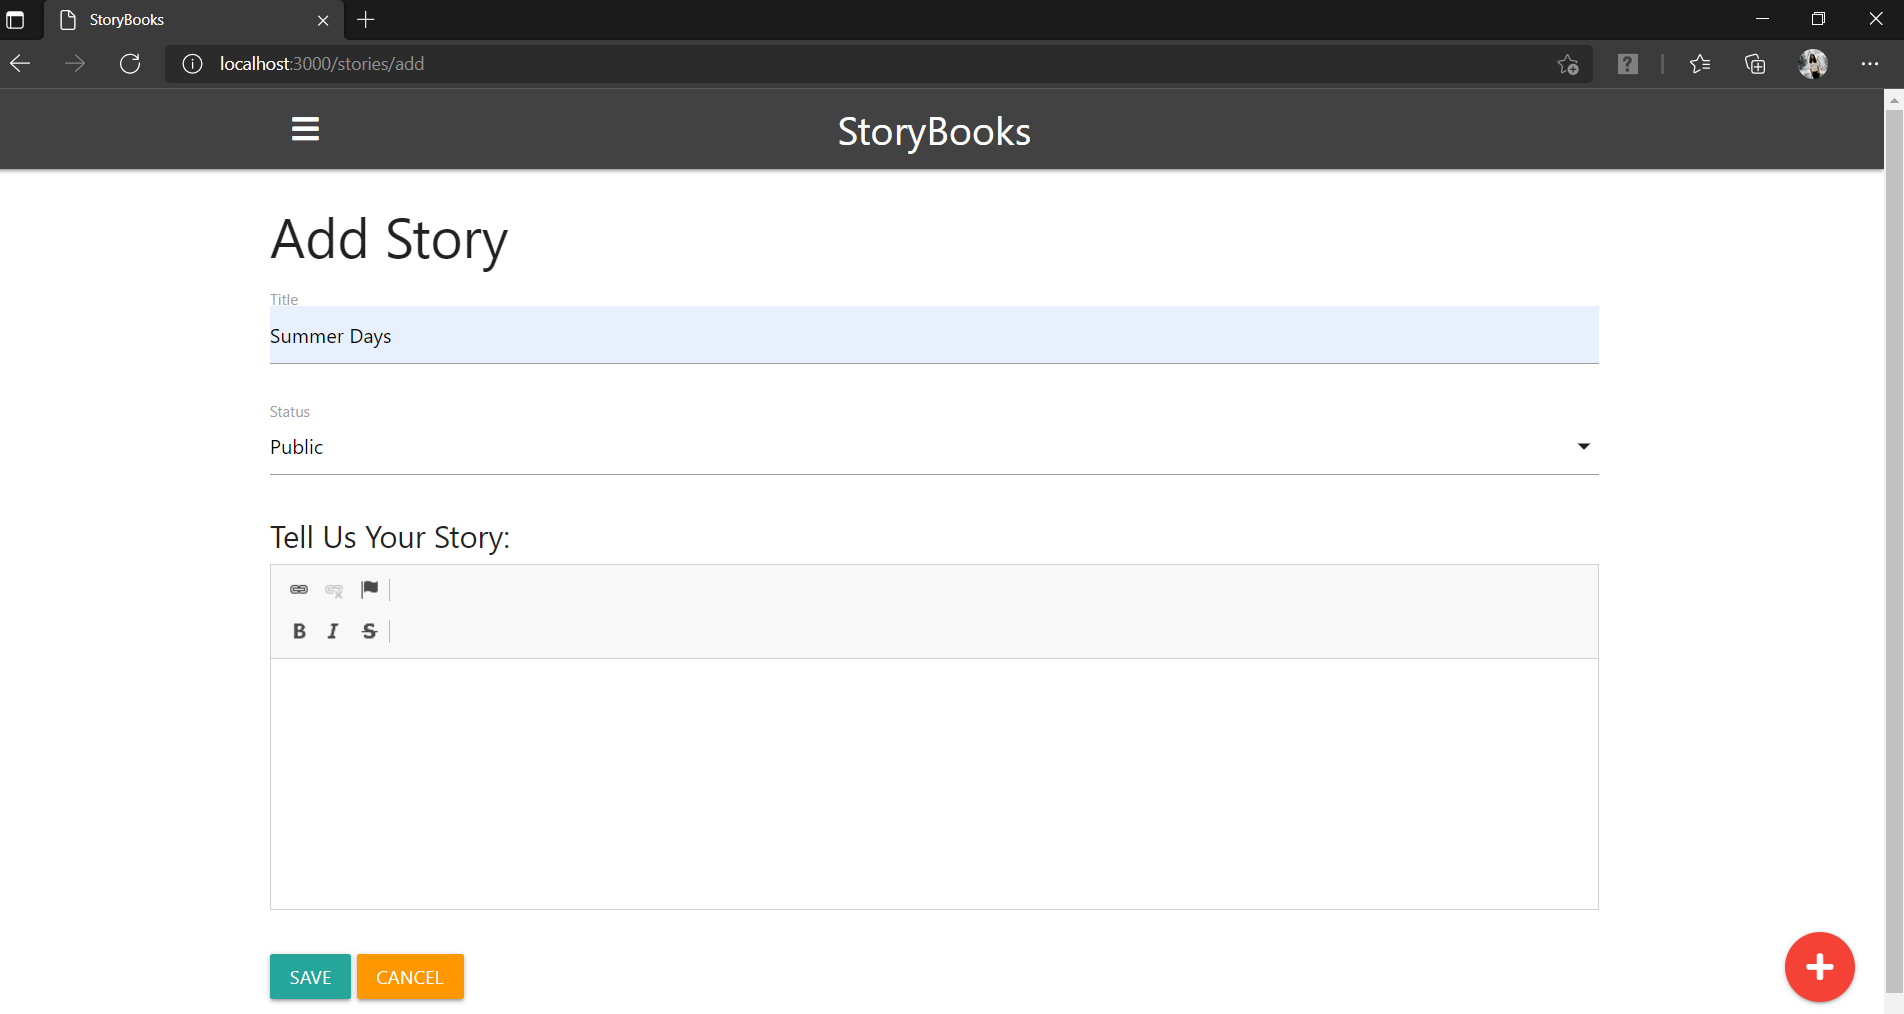 StoryBooks
localhost:3000/stories/add
StoryBooks
Add Story
Title
Summer Days
Status
Public
Tell Us Your Story:
B I S
SAVE CANCEL